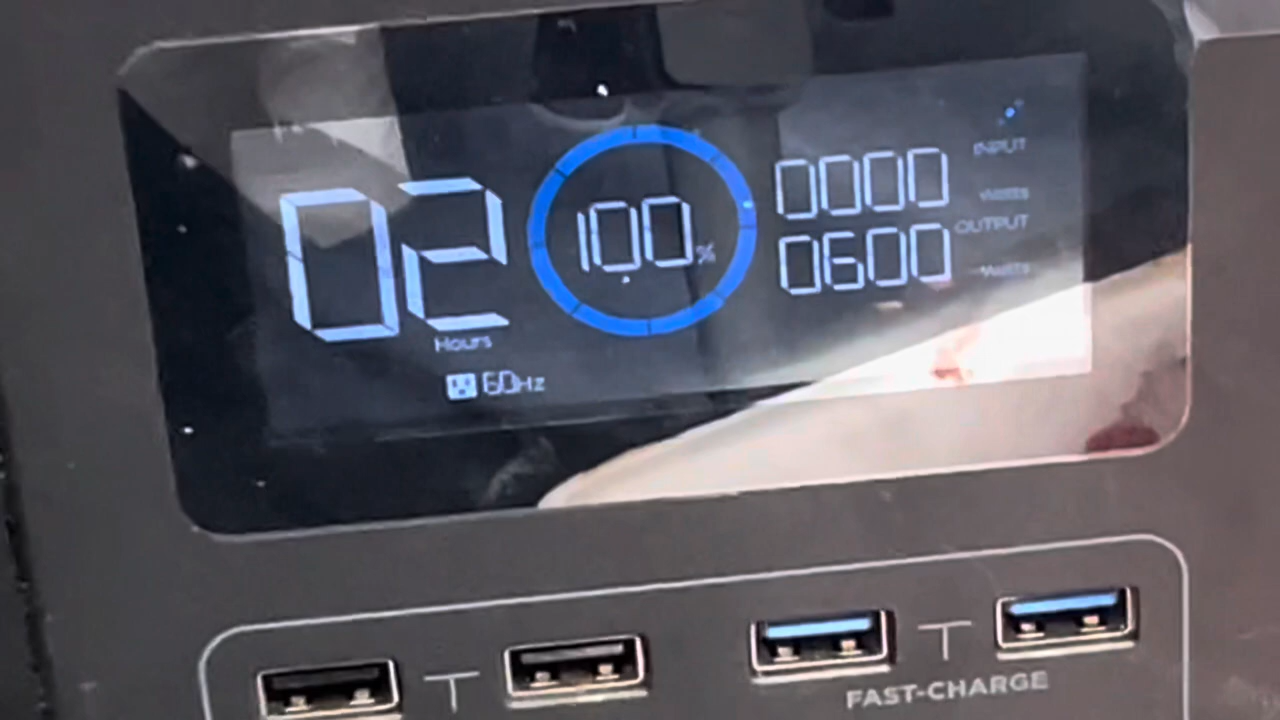 02
Hours
60Hz
100%
0000
INPUT
Watts
0600
OUTPUT
Watts
FAST-CHARGE